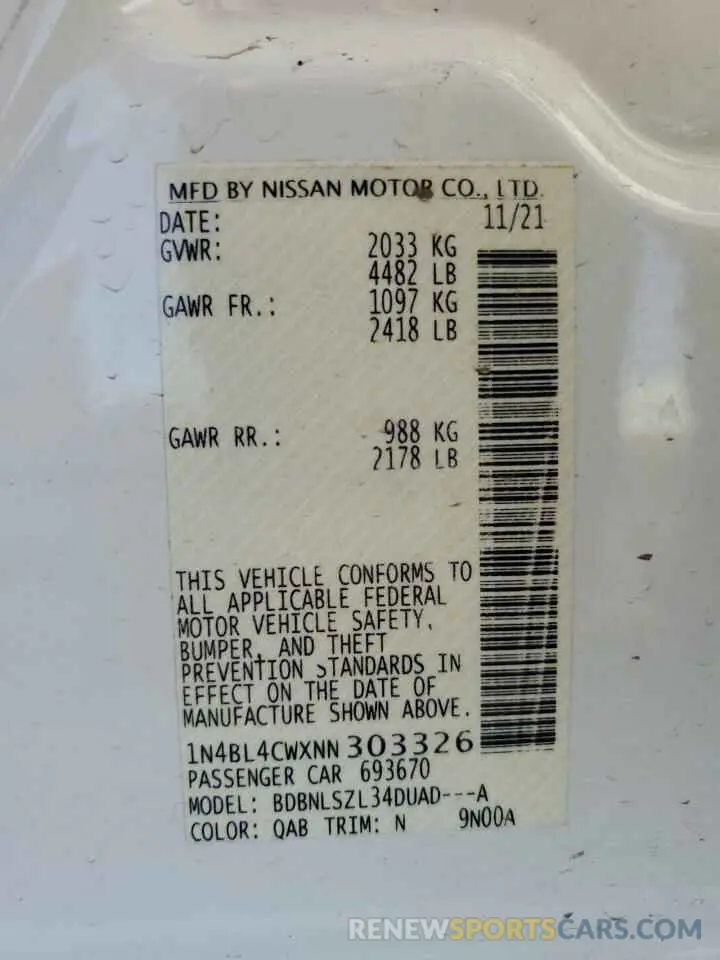 MFD BY NISSAN MOTOR CO., LTD.
DATE: 11/21
GVWR: 2033 KG
4482 LB
GAWR FR.: 1097 KG
2418 LB
GAWR RR.: 988 KG
2178 LB
THIS VEHICLE CONFORMS TO
ALL APPLICABLE FEDERAL
MOTOR VEHICLE SAFETY,
BUMPER, AND THEFT
PREVENTION STANDARDS IN
EFFECT ON THE DATE OF
MANUFACTURE SHOWN ABOVE.
1N4BL4CWXNN303326
PASSENGER CAR 693670
MODEL: BDBNLSZL34DUAD---A
COLOR: QAB TRIM: N 9N00A
RENEWSPORTSCARS.COM